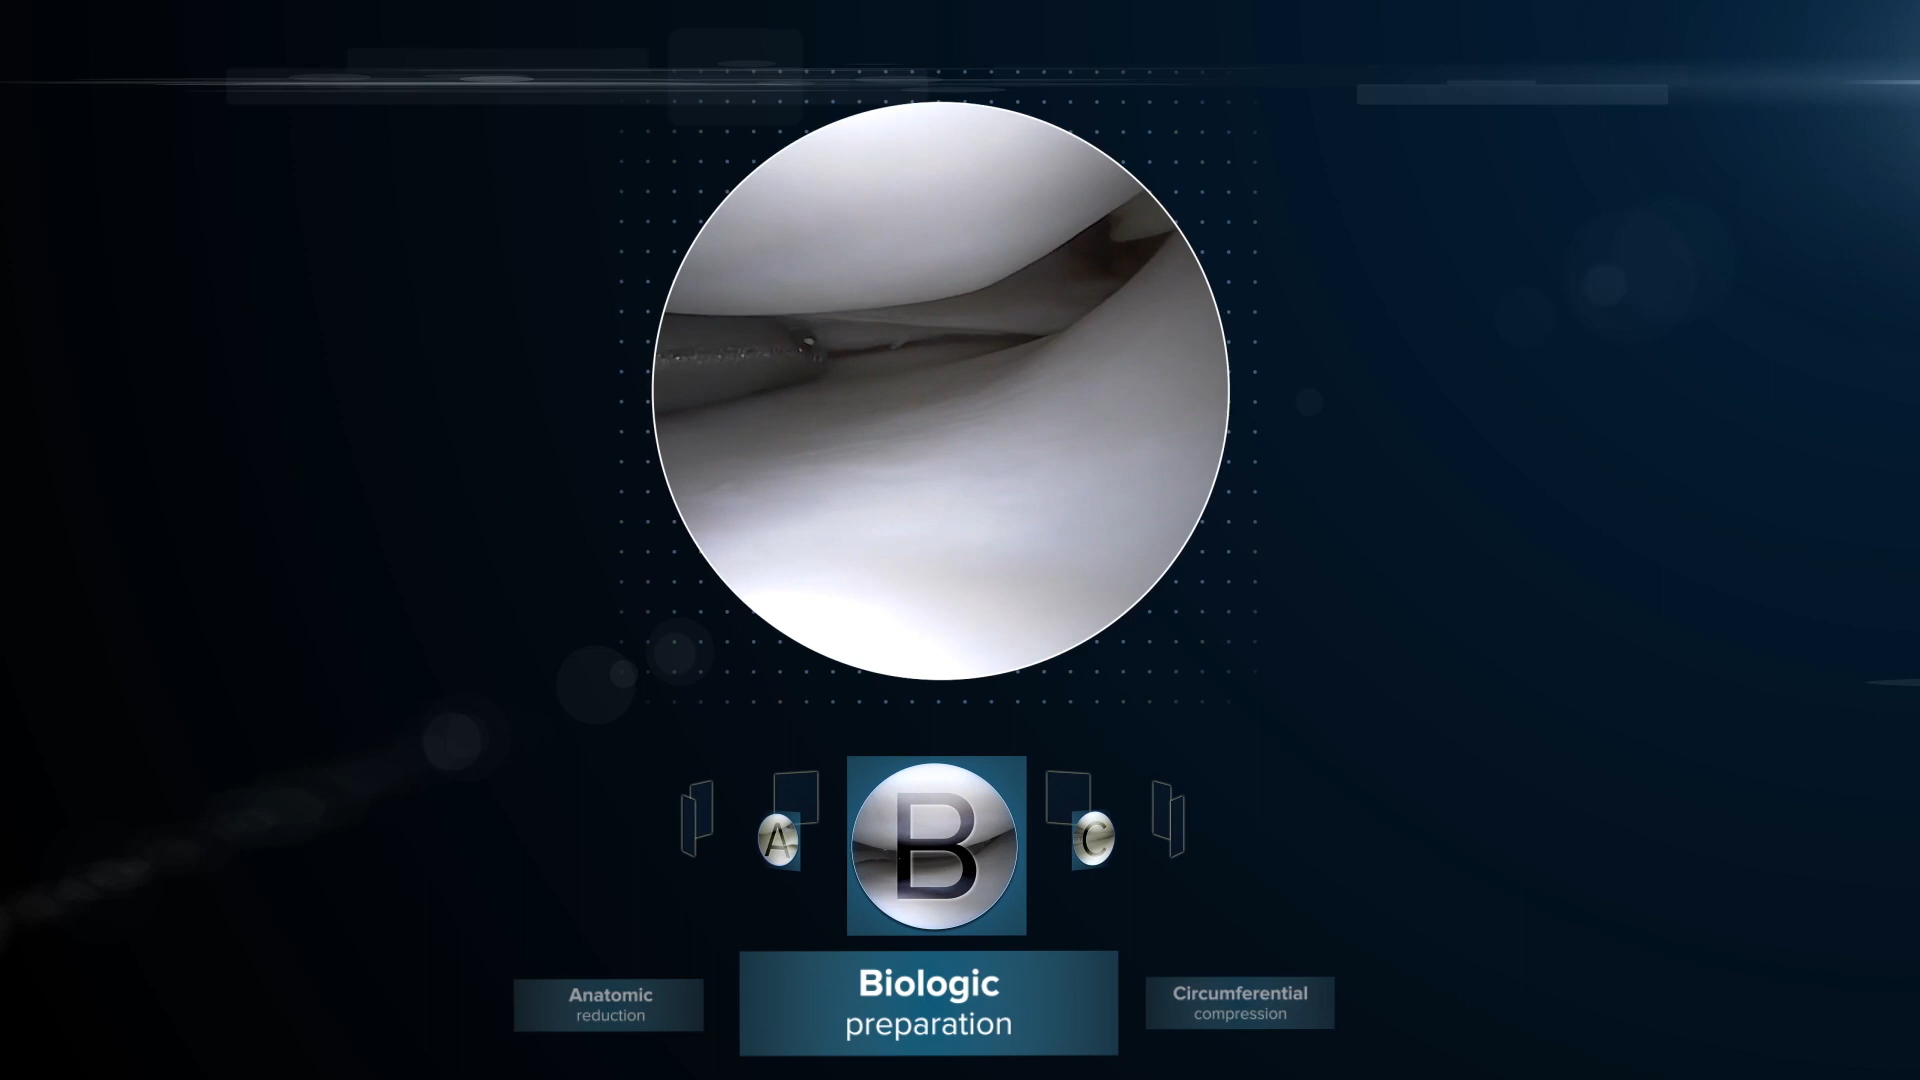 A
B
C
Anatomic
reduction
Biologic
preparation
Circumferential
compression